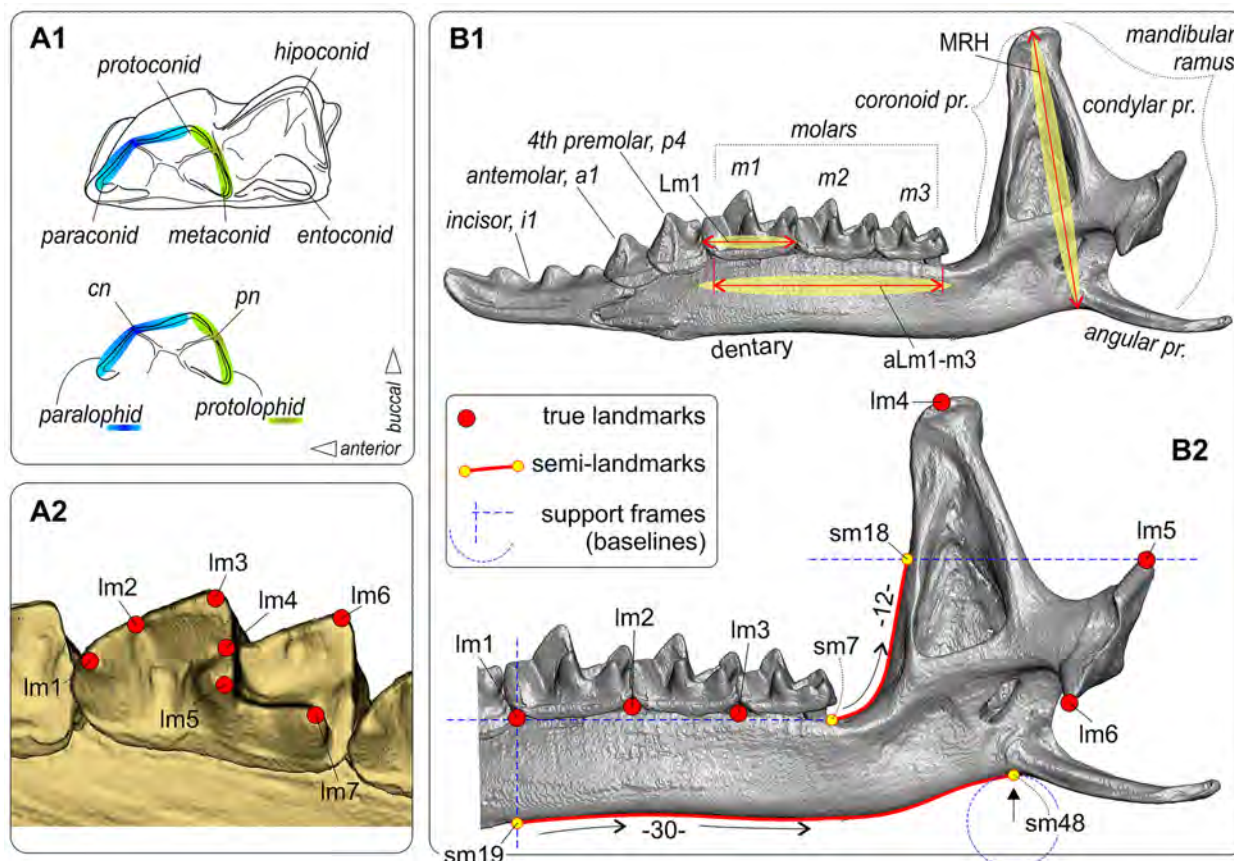 A1
hipoconid
protoconid
paraconid
metaconid
entoconid
cn
pn
paralophid
protolophid
buccal
anterior
A2
lm1
lm2
lm3
lm4
lm5
lm6
lm7
B1
MRH
mandibular
ramus
coronoid pr.
condylar pr.
4th premolar, p4
molars
antemolar, a1
Lm1
m1
m2
m3
incisor, i1
dentary
aLm1-m3
angular pr.
true landmarks
semi-landmarks
support frames
(baselines)
B2
lm4
sm18
lm5
-12-
lm1
lm2
lm3
sm7
lm6
-30-
sm19
sm48